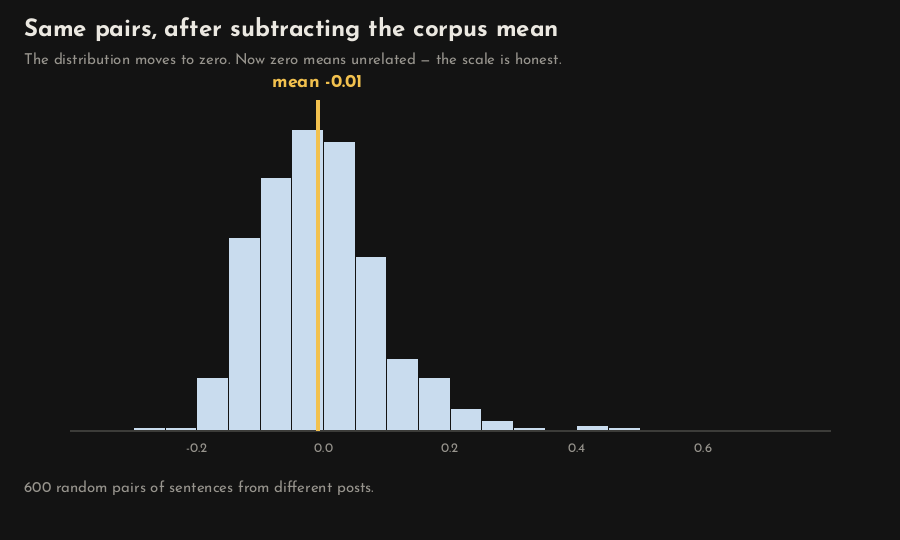 Same pairs, after subtracting the corpus mean
The distribution moves to zero. Now zero means unrelated — the scale is honest.
mean -0.01
-0.2 0.0 0.2 0.4 0.6
600 random pairs of sentences from different posts.